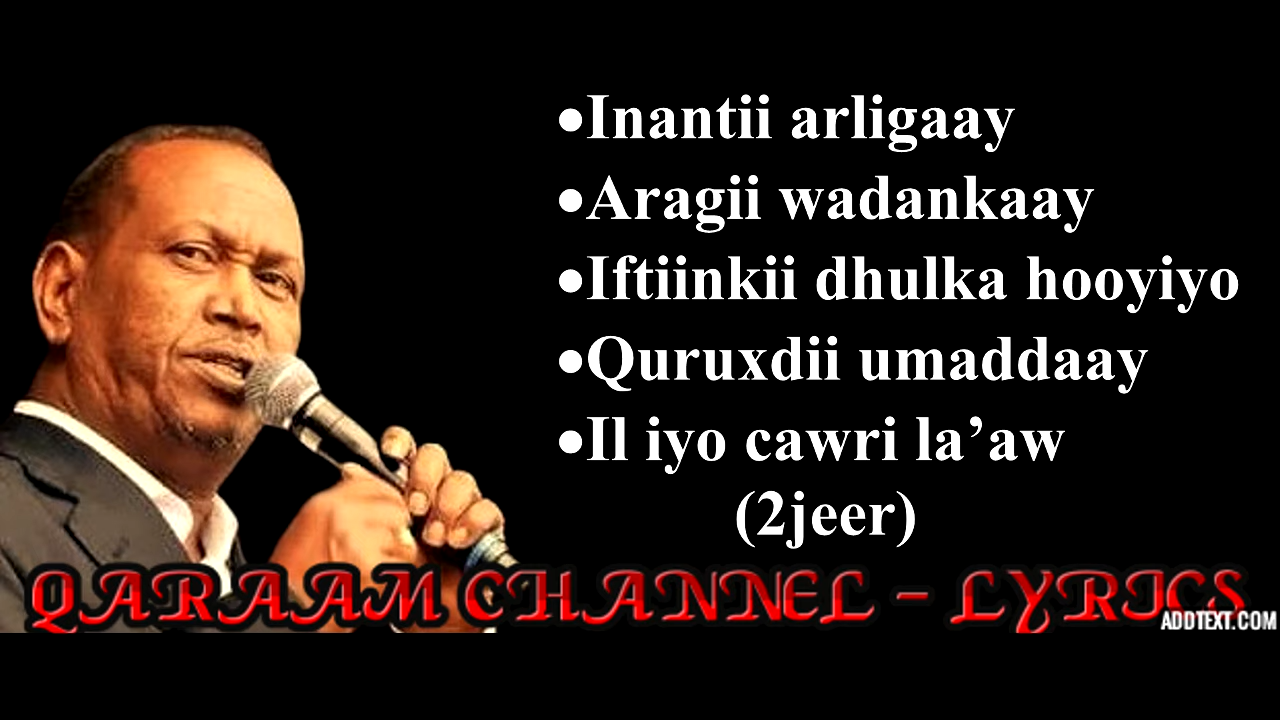 •Inantii arligaay
•Aragii wadankaay
•Iftiinkii dhulka hooyiyo
•Quruxdii umaddaay
•Il iyo cawri la’aw
(2jeer)
QARAAM CHANNEL - LYRICS
ADDTEXT.COM